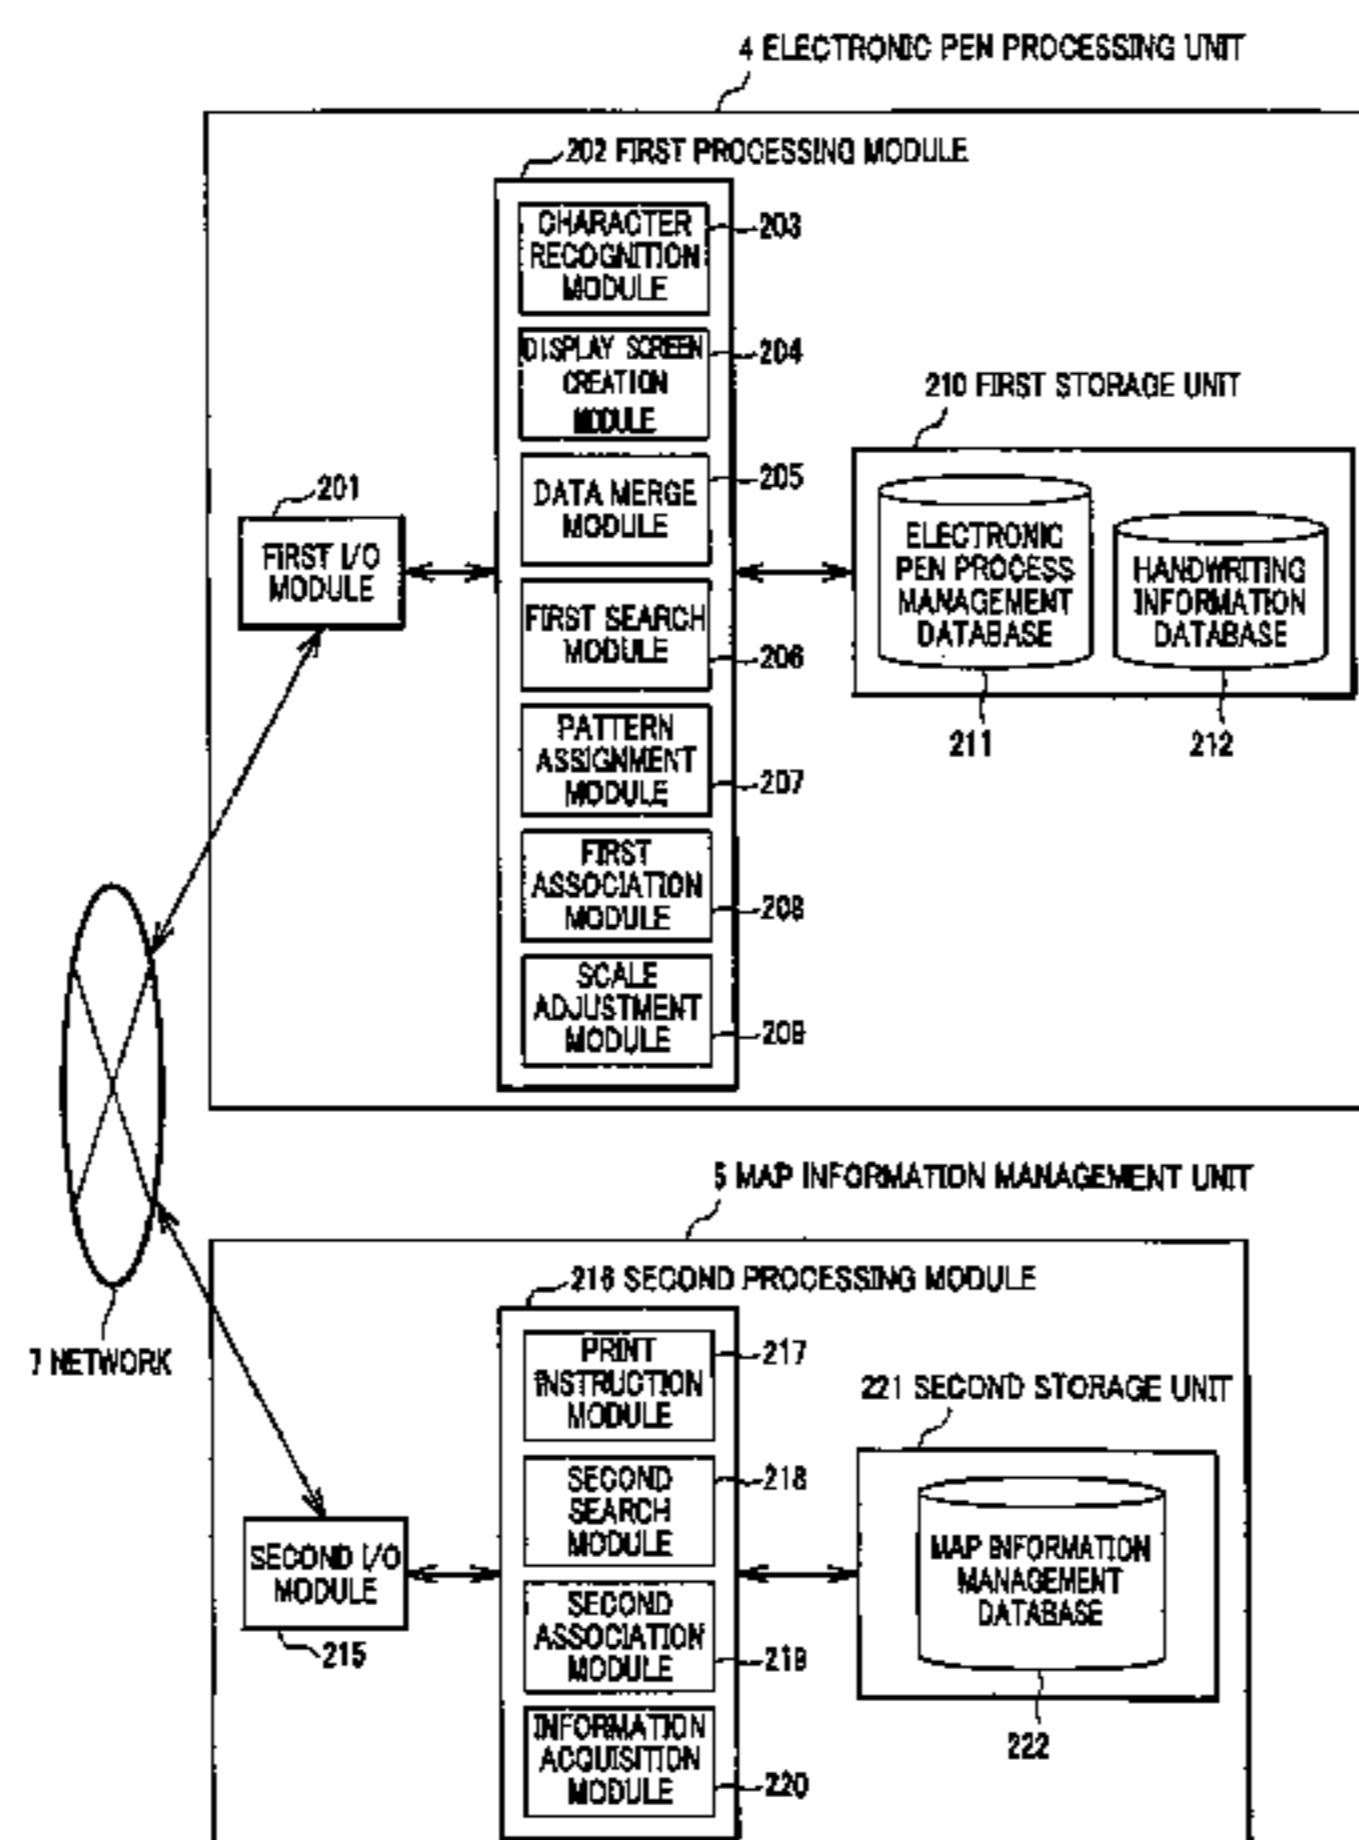 4 ELECTRONIC PEN PROCESSING UNIT
202 FIRST PROCESSING MODULE
CHARACTER
RECOGNITION
MODULE
203
DISPLAY SCREEN
CREATION
MODULE
204
DATA MERGE
MODULE
205
FIRST SEARCH
MODULE
206
PATTERN
ASSIGNMENT
MODULE
207
FIRST
ASSOCIATION
MODULE
208
SCALE
ADJUSTMENT
MODULE
209
201
FIRST I/O
MODULE
210 FIRST STORAGE UNIT
ELECTRONIC
PEN PROCESS
MANAGEMENT
DATABASE
211
HANDWRITING
INFORMATION
DATABASE
212
7 NETWORK
5 MAP INFORMATION MANAGEMENT UNIT
216 SECOND PROCESSING MODULE
PRINT
INSTRUCTION
MODULE
217
SECOND
SEARCH
MODULE
218
SECOND
ASSOCIATION
MODULE
219
INFORMATION
ACQUISITION
MODULE
220
SECOND I/O
MODULE
215
221 SECOND STORAGE UNIT
MAP INFORMATION
MANAGEMENT
DATABASE
222